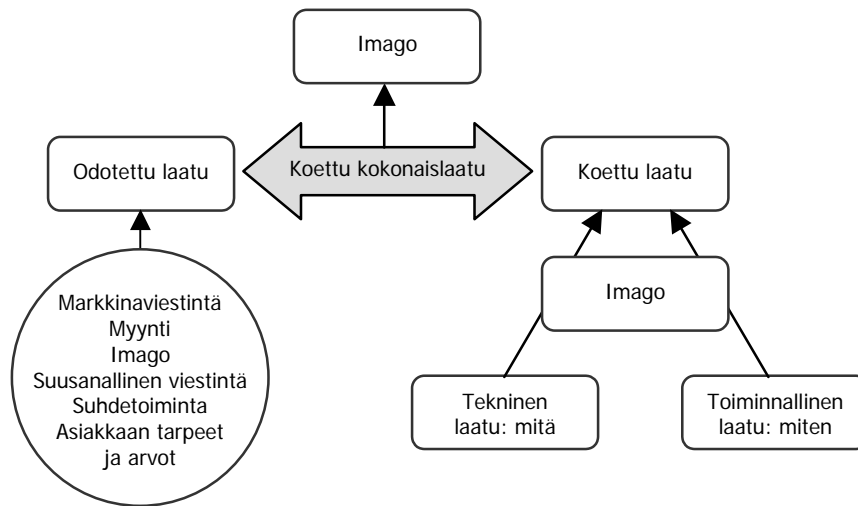 Imago
Odotettu laatu
Koettu kokonaislaatu
Koettu laatu
Markkinaviestintä
Myynti
Imago
Suusanallinen viestintä
Suhdetoiminta
Asiakkaan tarpeet
ja arvot
Imago
Tekninen
laatu: mitä
Toiminnallinen
laatu: miten